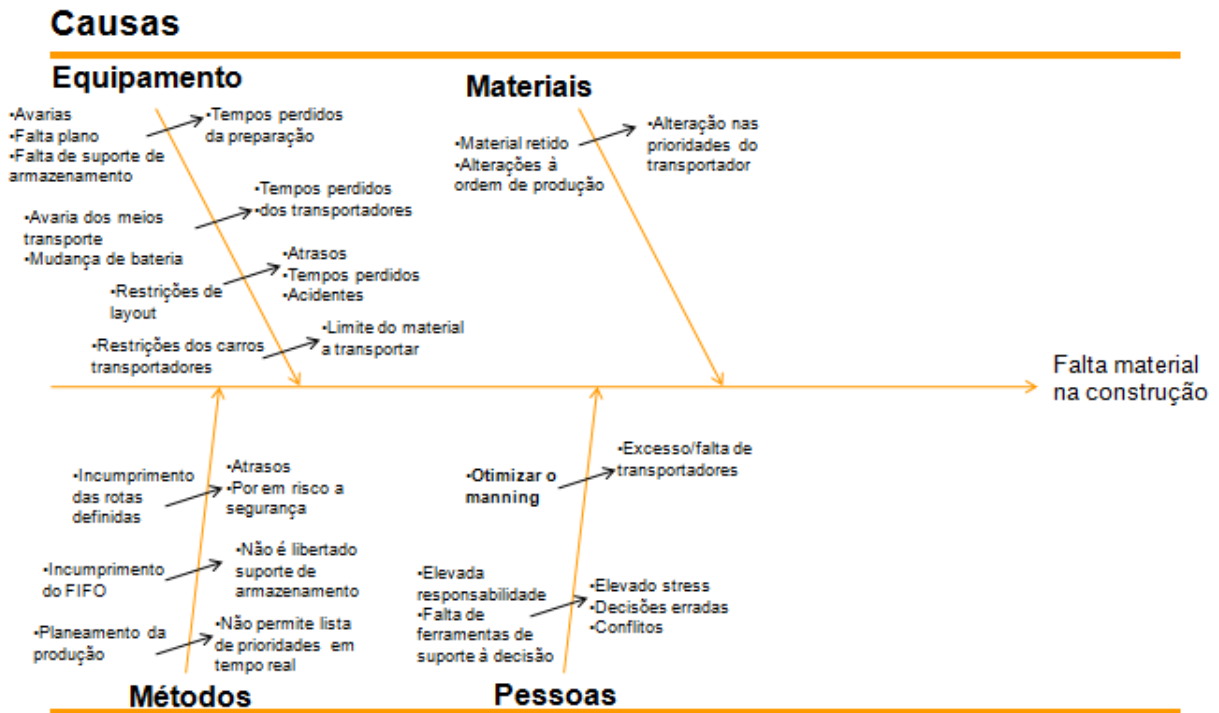 Causas
Equipamento
•Avarias
•Falta plano
•Falta de suporte de
armazenamento
•Tempos perdidos
da preparação
•Avaria dos meios
transporte
•Mudança de bateria
•Tempos perdidos
•dos transportadores
•Restrições de
layout
•Atrasos
•Tempos perdidos
•Acidentes
•Restrições dos carros
transportadores
•Limite do material
a transportar
Materiais
•Material retido
•Alterações à
ordem de produção
•Alteração nas
prioridades do
transportador
Falta material
na construção
•Incumprimento
das rotas
definidas
•Atrasos
•Por em risco a
segurança
•Incumprimento
do FIFO
•Não é libertado
suporte de
armazenamento
•Planeamento da
produção
•Não permite lista
de prioridades em
tempo real
Métodos
•Otimizar o
manning
•Excesso/falta de
transportadores
•Elevada
responsabilidade
•Falta de
ferramentas de
suporte à decisão
•Elevado stress
•Decisões erradas
•Conflitos
Pessoas